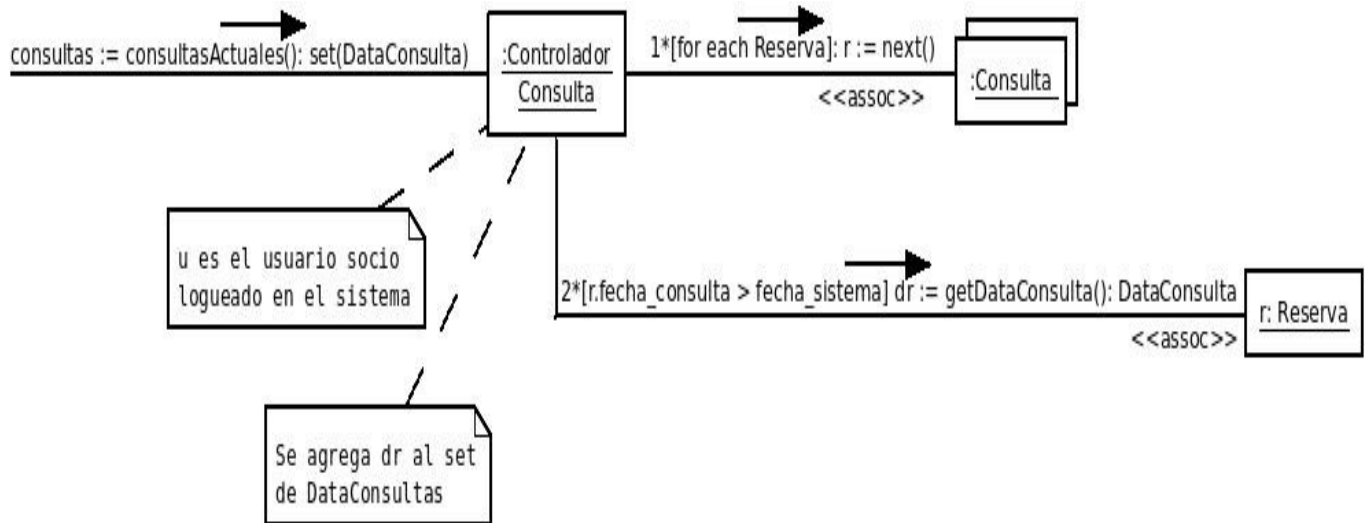 consultas := consultasActuales(): set(DataConsulta)
:Controlador
Consulta
1*[for each Reserva]: r := next()
<<assoc>>
:Consulta
u es el usuario socio
logueado en el sistema
2*[r.fecha_consulta > fecha_sistema] dr := getDataConsulta(): DataConsulta
<<assoc>>
r: Reserva
Se agrega dr al set
de DataConsultas